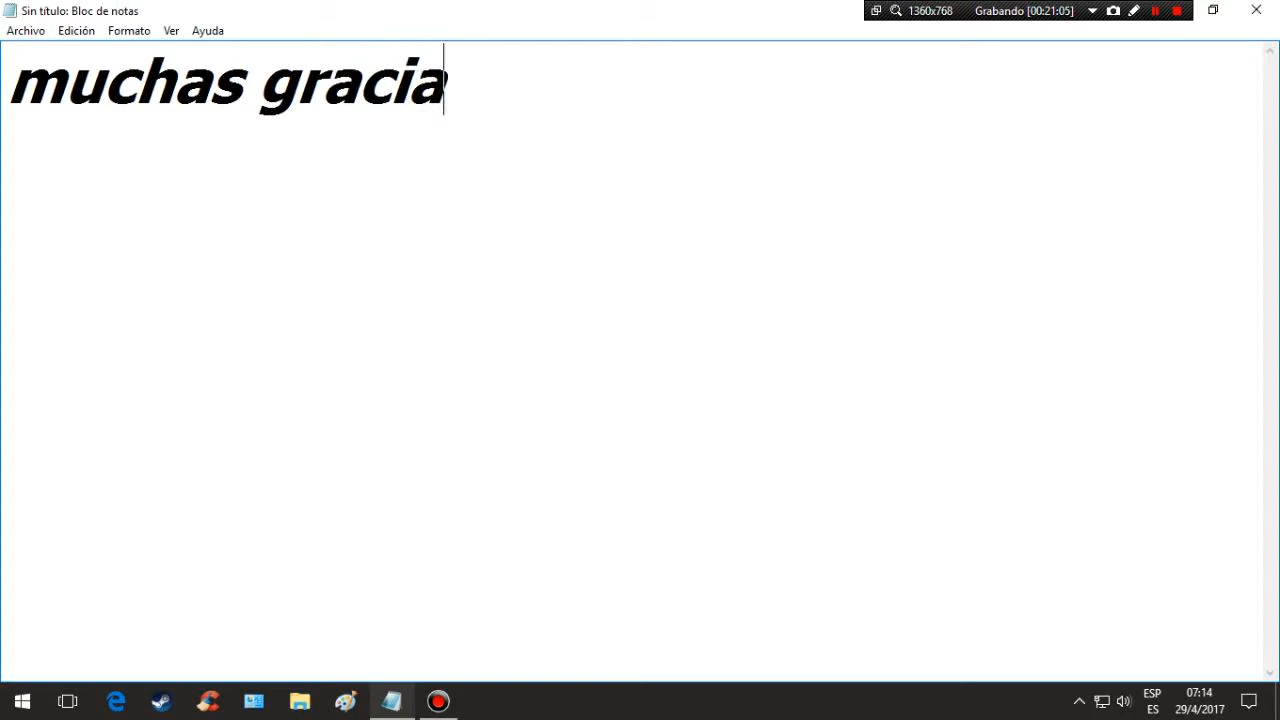 Sin título: Bloc de notas
1360x768 Grabando [00:21:05]
Archivo Edición Formato Ver Ayuda
muchas gracia
ESP 07:14
ES 29/4/2017